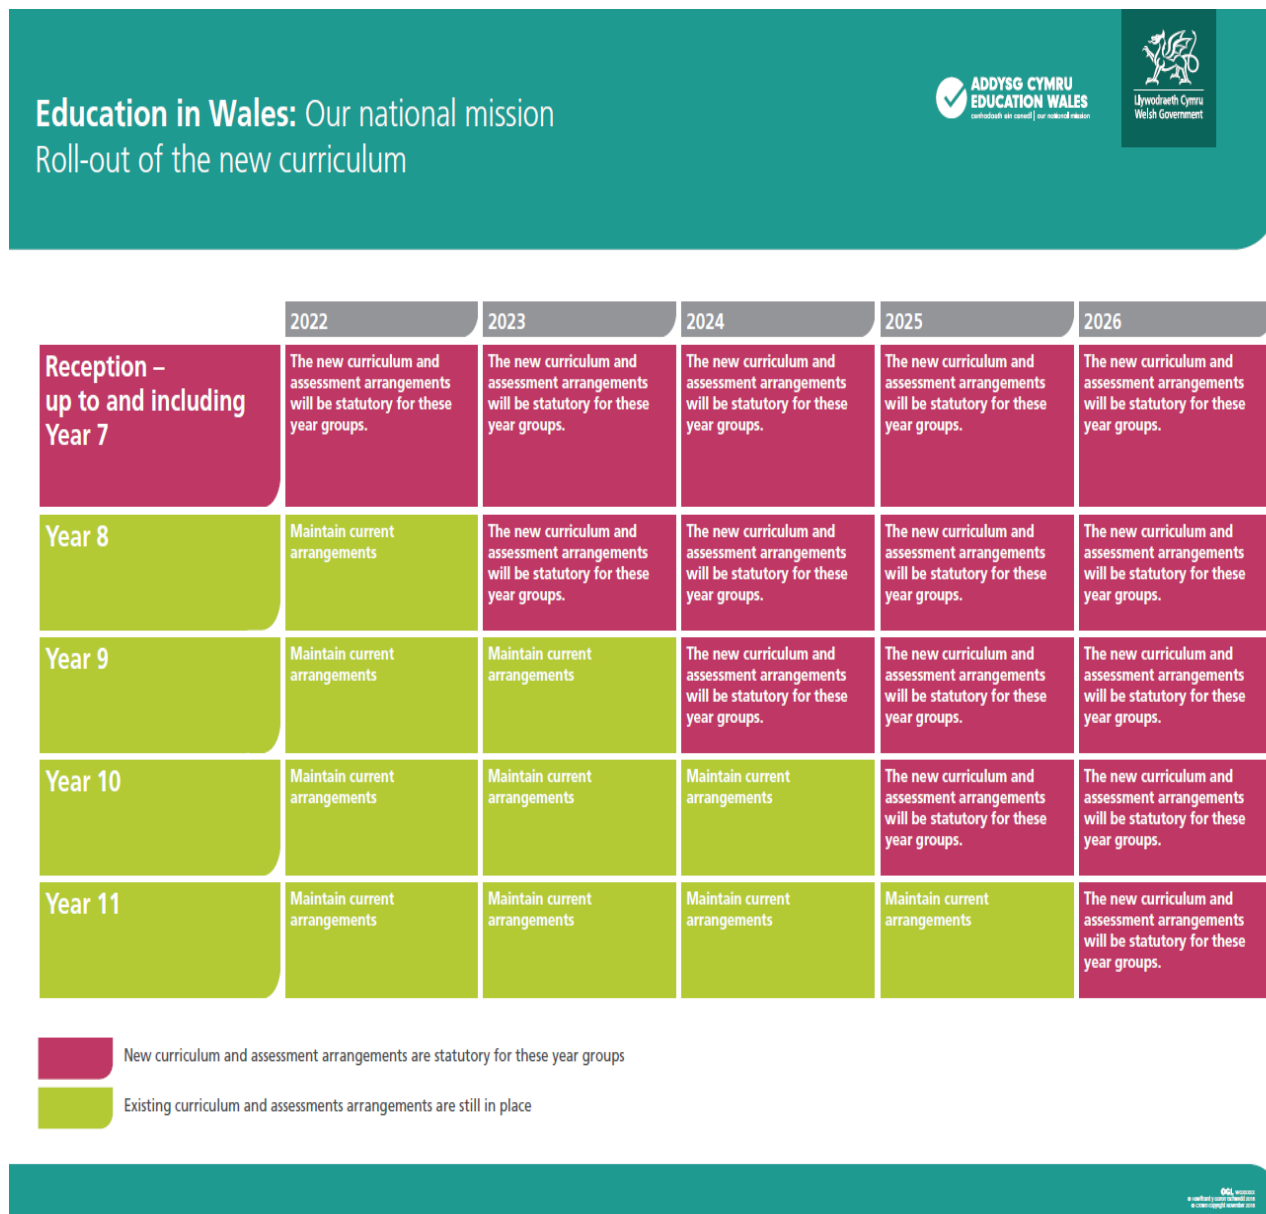 Education in Wales: Our national mission
Roll-out of the new curriculum
ADDYSG CYMRU
EDUCATION WALES
cenhadaeth ein cenedl | our national mission
Llywodraeth Cymru
Welsh Government
2022
2023
2024
2025
2026
Reception –
up to and including
Year 7
The new curriculum and
assessment arrangements
will be statutory for these
year groups.
The new curriculum and
assessment arrangements
will be statutory for these
year groups.
The new curriculum and
assessment arrangements
will be statutory for these
year groups.
The new curriculum and
assessment arrangements
will be statutory for these
year groups.
The new curriculum and
assessment arrangements
will be statutory for these
year groups.
Year 8
Maintain current
arrangements
The new curriculum and
assessment arrangements
will be statutory for these
year groups.
The new curriculum and
assessment arrangements
will be statutory for these
year groups.
The new curriculum and
assessment arrangements
will be statutory for these
year groups.
The new curriculum and
assessment arrangements
will be statutory for these
year groups.
Year 9
Maintain current
arrangements
Maintain current
arrangements
The new curriculum and
assessment arrangements
will be statutory for these
year groups.
The new curriculum and
assessment arrangements
will be statutory for these
year groups.
The new curriculum and
assessment arrangements
will be statutory for these
year groups.
Year 10
Maintain current
arrangements
Maintain current
arrangements
Maintain current
arrangements
The new curriculum and
assessment arrangements
will be statutory for these
year groups.
The new curriculum and
assessment arrangements
will be statutory for these
year groups.
Year 11
Maintain current
arrangements
Maintain current
arrangements
Maintain current
arrangements
Maintain current
arrangements
The new curriculum and
assessment arrangements
will be statutory for these
year groups.
New curriculum and assessment arrangements are statutory for these year groups
Existing curriculum and assessments arrangements are still in place
OGL
© Crown copyright